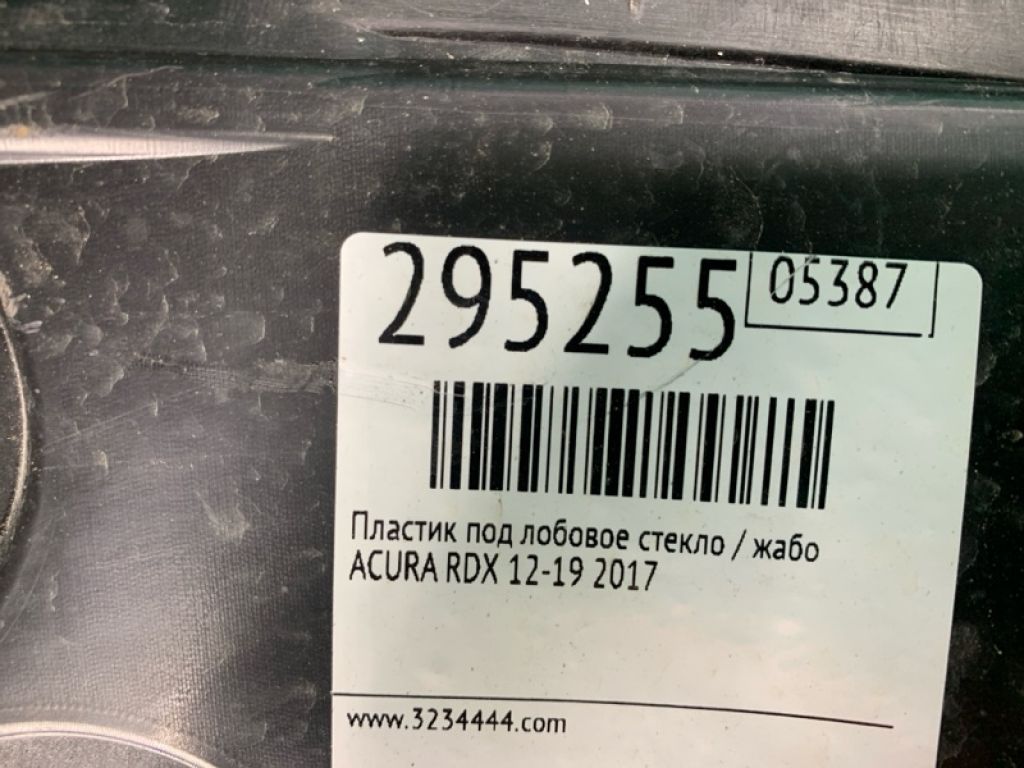 295255
05387
Пластик под лобовое стекло / жабо
ACURA RDX 12-19 2017
www.3234444.com